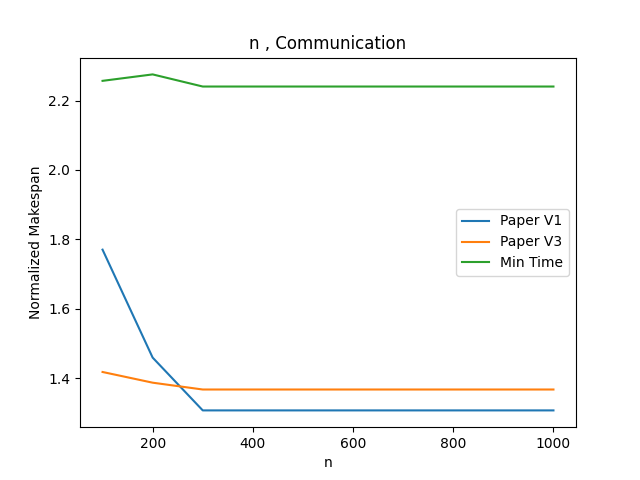 n , Communication
Normalized Makespan
2.2
2.0
1.8
1.6
1.4
Paper V1
Paper V3
Min Time
200
400
600
800
1000
n